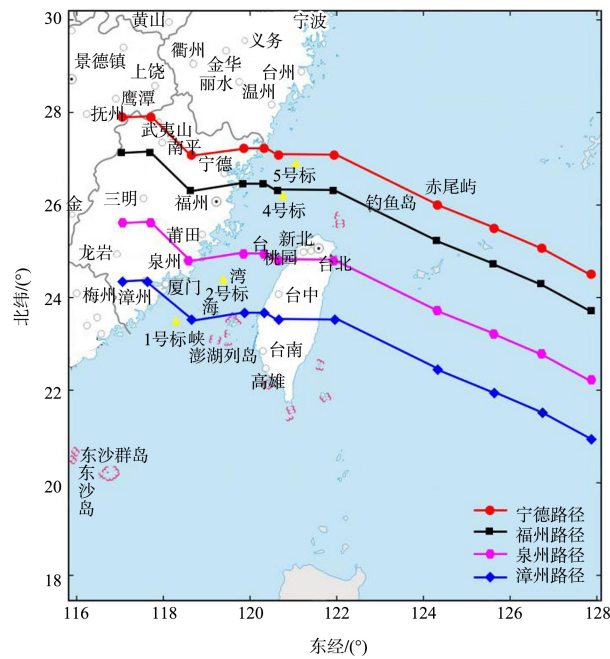 30
28
26
24
22
20
18
北纬/(°)
黄山
宁波
衢州
义务
景德镇
金华
台州
上饶
丽水
温州
鹰潭
抚州
武夷山
南平
宁德
5号标
三明
福州
4号标
钓鱼岛
赤尾屿
金
莆田
台
新北
龙岩
泉州
桃园
台北
厦门
湾
梅州
漳州
2号标
台中
海
1号标
峡
澎湖列岛
台南
高雄
东沙群岛
东沙岛
宁德路径
福州路径
泉州路径
漳州路径
116
118
120
122
124
126
128
东经/(°)